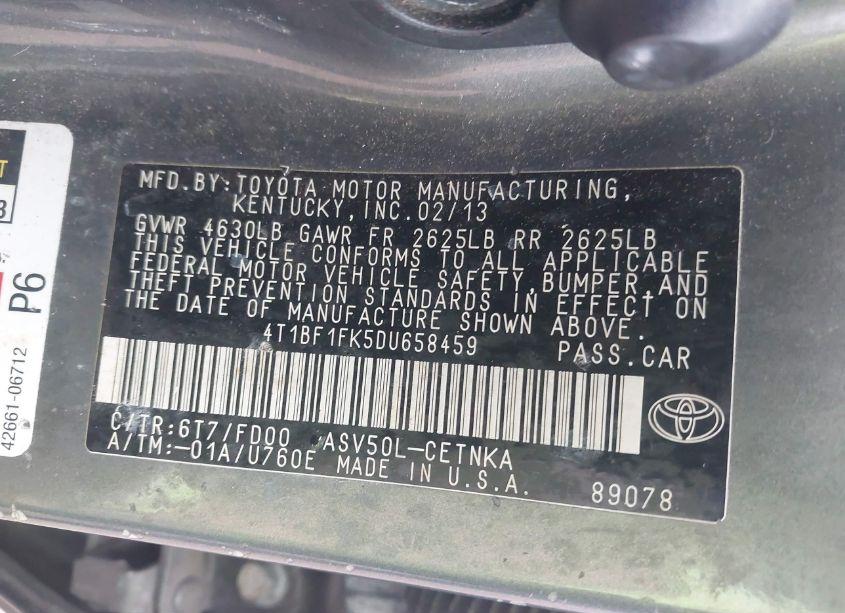 MFD.BY:TOYOTA MOTOR MANUFACTURING,
KENTUCKY, INC. 02/13
GVWR 4630LB GAWR FR 2625LB RR 2625LB
THIS VEHICLE CONFORMS TO ALL APPLICABLE
FEDERAL MOTOR VEHICLE SAFETY,BUMPER,AND
THEFT PREVENTION STANDARDS IN EFFECT ON
THE DATE OF MANUFACTURE SHOWN ABOVE.
4T1BF1FK5DU658459 PASS.CAR
C/TR:6T7/FD00 ASV50L-CETNKA
A/TM:-01A/U760E MADE IN U.S.A.
89078
P6
42661-06712